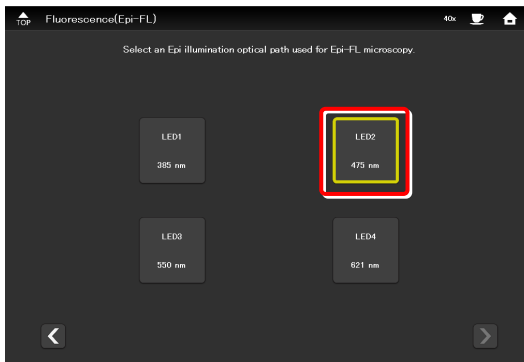 TOP Fluorescence(Epi-FL) 40x
Select an Epi illumination optical path used for Epi-FL microscopy.
LED1
385 nm
LED2
475 nm
LED3
550 nm
LED4
621 nm